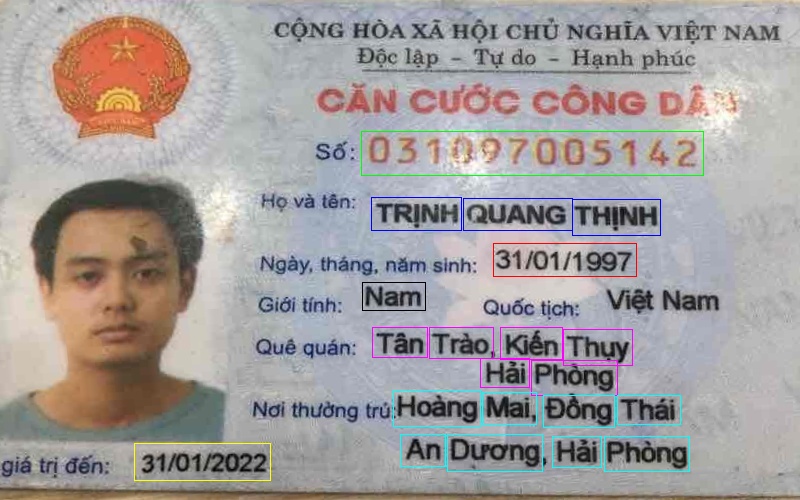 CỘNG HÒA XÃ HỘI CHỦ NGHĨA VIỆT NAM
Độc lập - Tự do - Hạnh phúc
CĂN CƯỚC CÔNG DÂN
Số: 031097005142
Họ và tên: TRỊNH QUANG THỊNH
Ngày, tháng, năm sinh: 31/01/1997
Giới tính: Nam Quốc tịch: Việt Nam
Quê quán: Tân Trào, Kiến Thụy
Hải Phòng
Nơi thường trú: Hoàng Mai, Đồng Thái
An Dương, Hải Phòng
giá trị đến: 31/01/2022